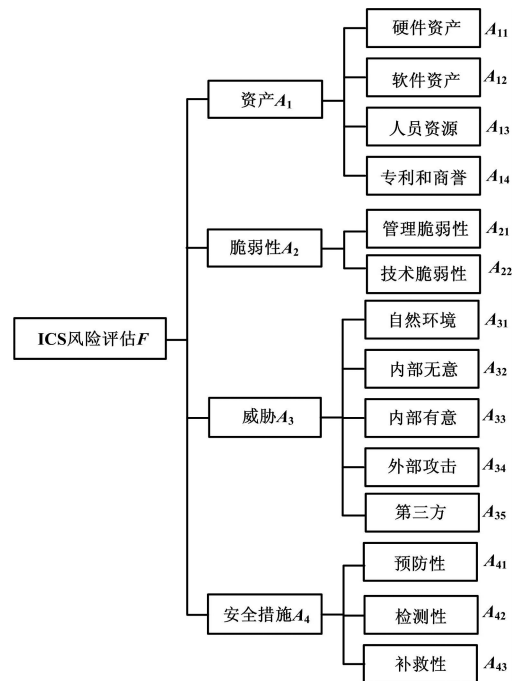 ICS风险评估F
资产A1
硬件资产 A11
软件资产 A12
人员资源 A13
专利和商誉 A14
脆弱性A2
管理脆弱性 A21
技术脆弱性 A22
威胁A3
自然环境 A31
内部无意 A32
内部有意 A33
外部攻击 A34
第三方 A35
安全措施A4
预防性 A41
检测性 A42
补救性 A43